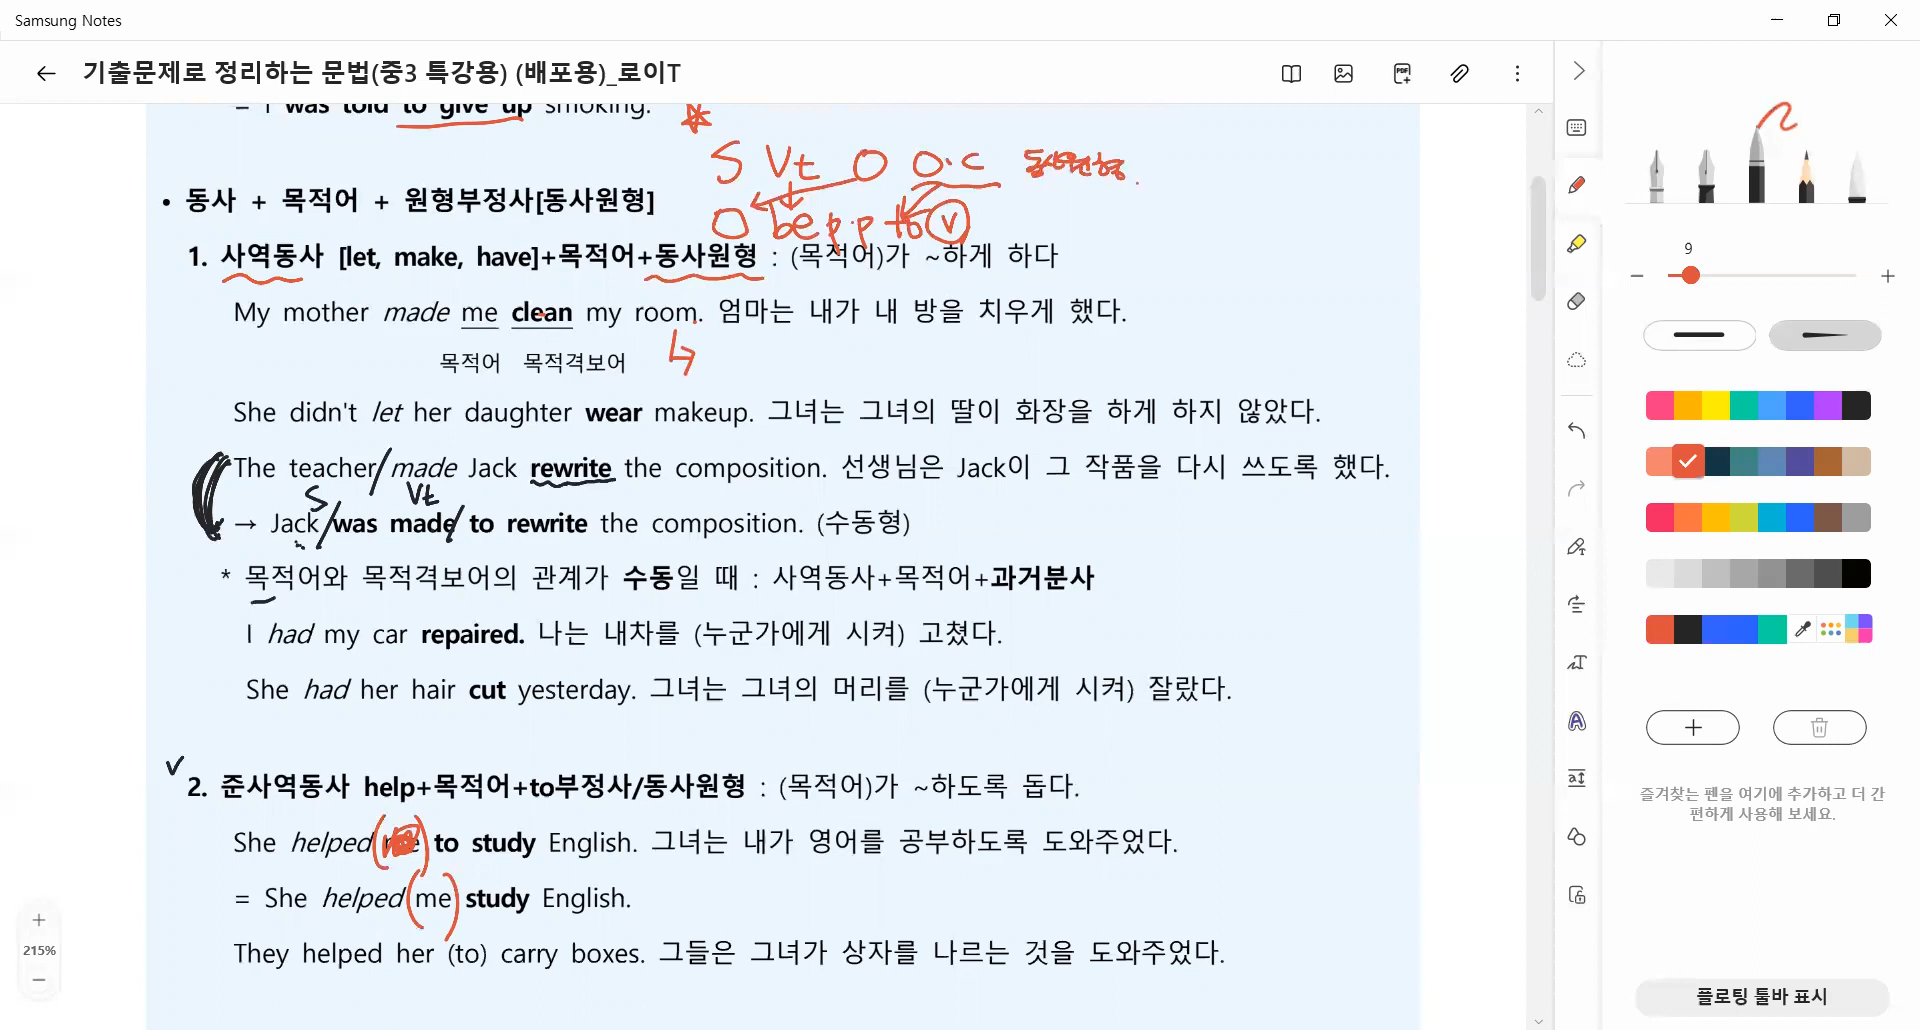 Samsung Notes
기출문제로 정리하는 문법(중3 특강용) (배포용)_로이T
= I was told to give up smoking.
S Vt O O.C 동사원형.
O be p.p to V
• 동사 + 목적어 + 원형부정사[동사원형]
1. 사역동사 [let, make, have]+목적어+동사원형 : (목적어)가 ~하게 하다
My mother made me clean my room. 엄마는 내가 내 방을 치우게 했다.
목적어 목적격보어
She didn't let her daughter wear makeup. 그녀는 그녀의 딸이 화장을 하게 하지 않았다.
The teacher/made Jack rewrite the composition. 선생님은 Jack이 그 작품을 다시 쓰도록 했다.
S Vt
→ Jack/was made/to rewrite the composition. (수동형)
* 목적어와 목적격보어의 관계가 수동일 때 : 사역동사+목적어+과거분사
I had my car repaired. 나는 내차를 (누군가에게 시켜) 고쳤다.
She had her hair cut yesterday. 그녀는 그녀의 머리를 (누군가에게 시켜) 잘랐다.
2. 준사역동사 help+목적어+to부정사/동사원형 : (목적어)가 ~하도록 돕다.
She helped (me) to study English. 그녀는 내가 영어를 공부하도록 도와주었다.
= She helped (me) study English.
They helped her (to) carry boxes. 그들은 그녀가 상자를 나르는 것을 도와주었다.
215%
9
즐겨찾는 펜을 여기에 추가하고 더 간
편하게 사용해 보세요.
플로팅 툴바 표시